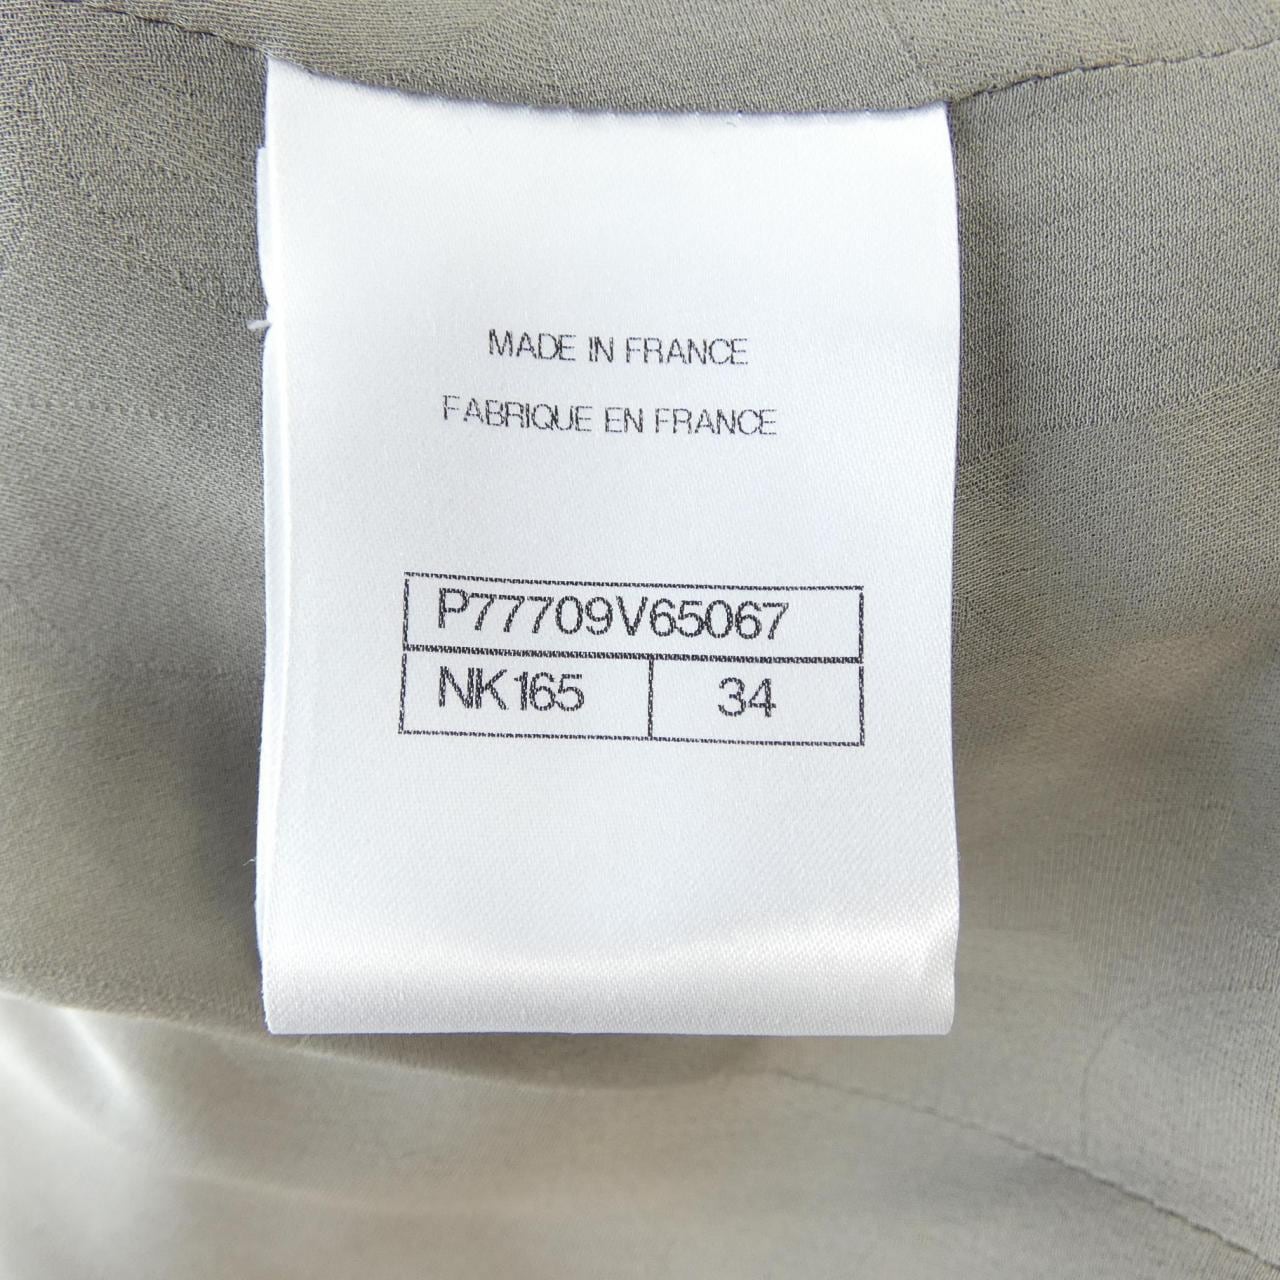 MADE IN FRANCE
FABRIQUE EN FRANCE
P77709V65067
NK165 34